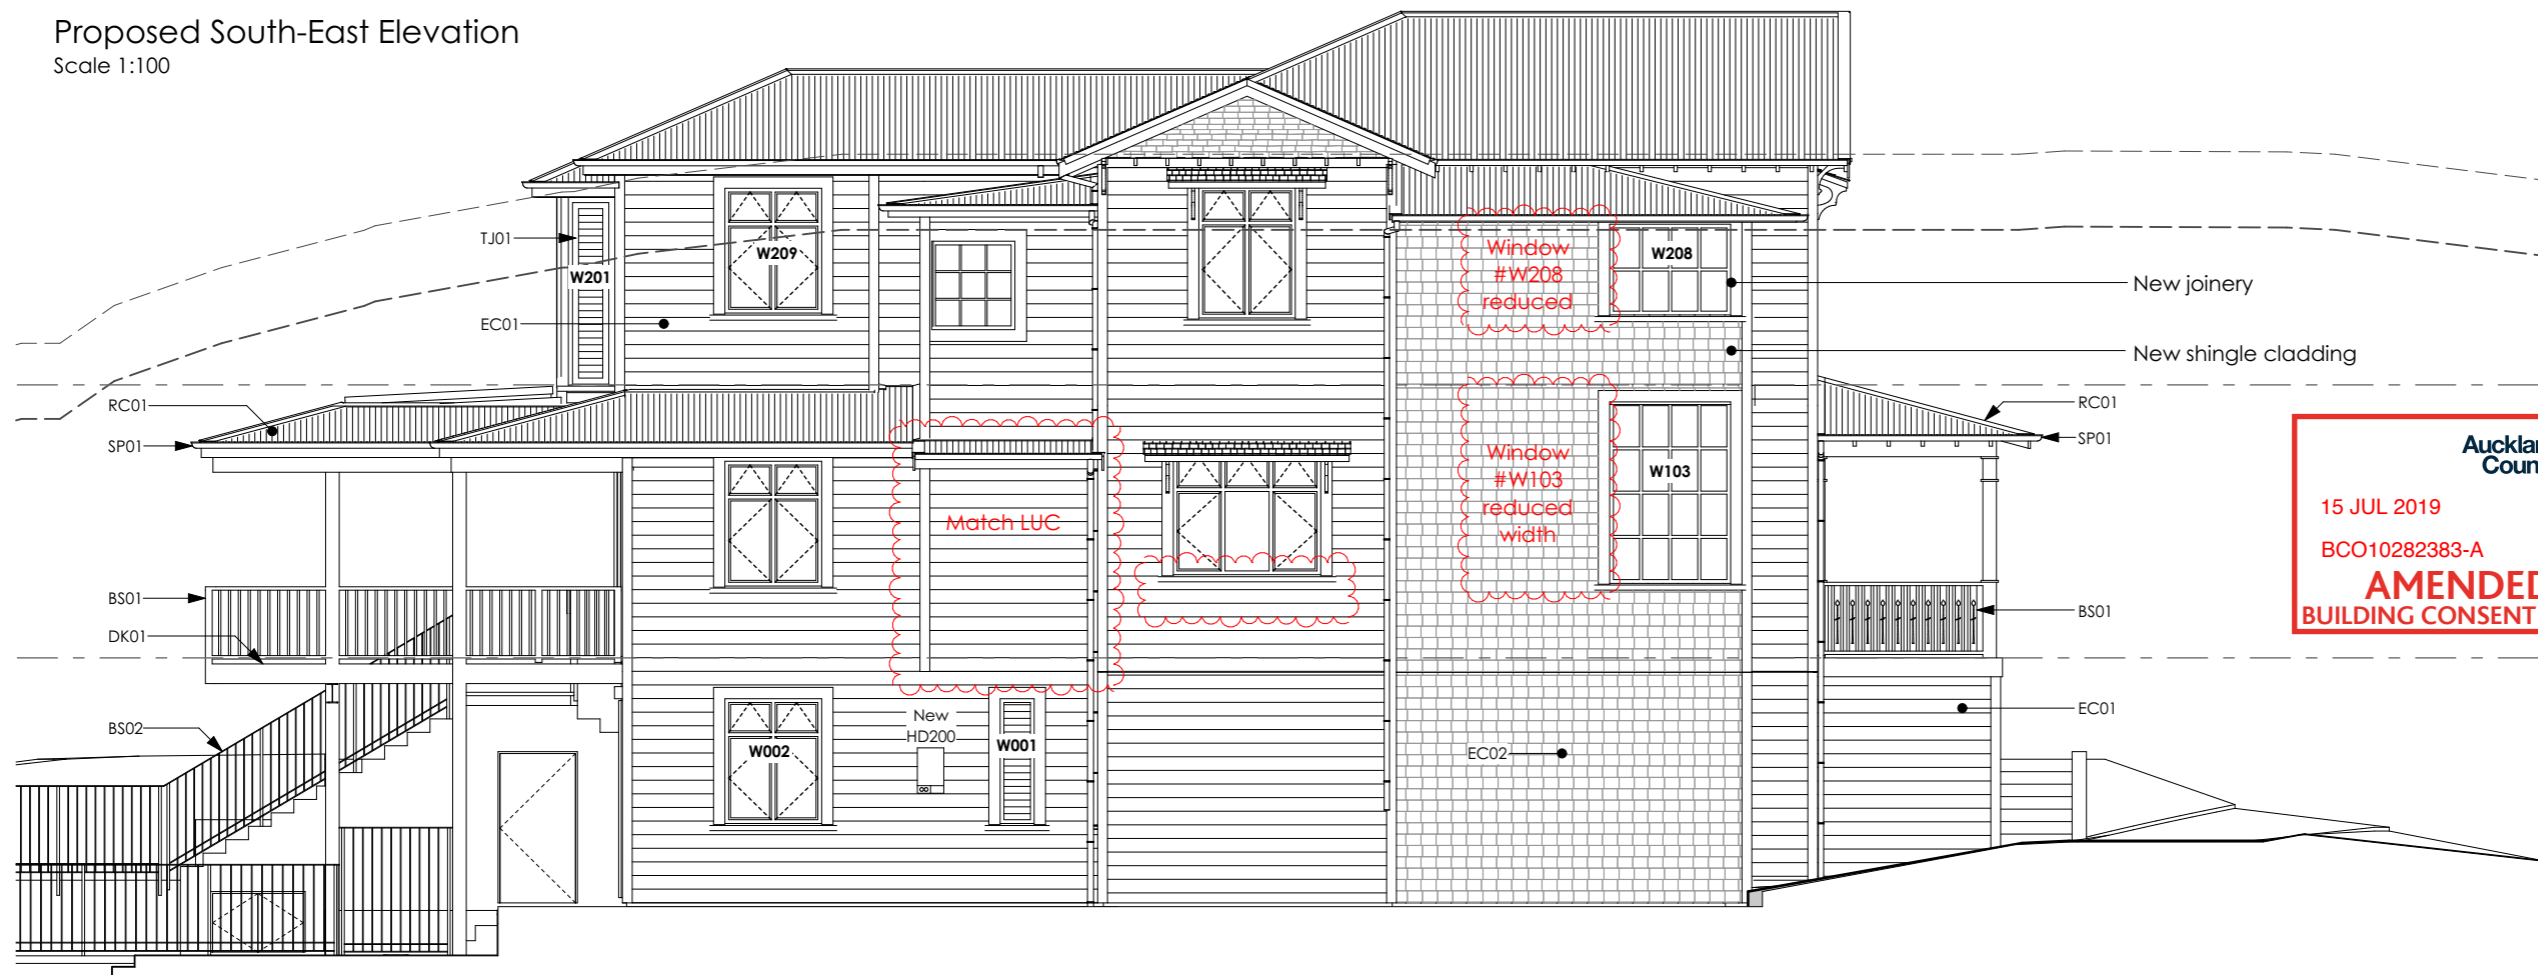 Proposed South-East Elevation
Scale 1:100
TJ01
W201
EC01
W209
Window
#W208
reduced
W208
New joinery
New shingle cladding
RC01
SP01
RC01
SP01
Match LUC
Window
#W103
reduced
width
W103
BS01
DK01
BS02
BS01
EC01
New
HD200
W002
W001
EC02
15 JUL 2019
BCO10282383-A
AMENDED
BUILDING CONSENT